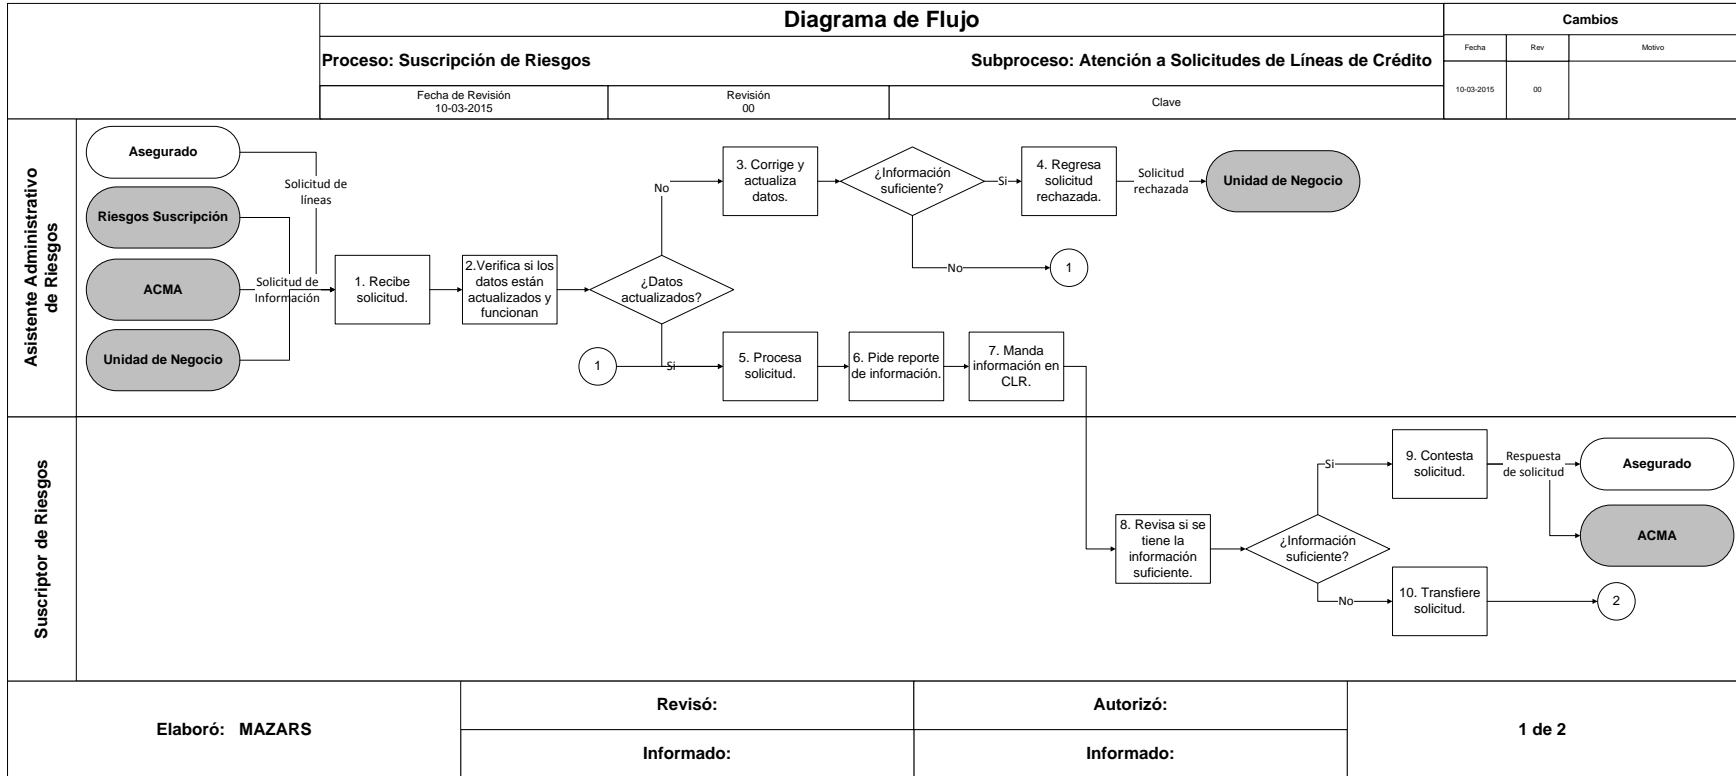 Diagrama de Flujo
Cambios
Proceso: Suscripción de Riesgos
Subproceso: Atención a Solicitudes de Líneas de Crédito
Fecha
Rev
Motivo
10-03-2015
00
Fecha de Revisión
10-03-2015
Revisión
00
Clave
Asistente Administrativo
de Riesgos
Asegurado
Riesgos Suscripción
ACMA
Unidad de Negocio
Solicitud de
líneas
Solicitud de
Información
1. Recibe
solicitud.
2.Verifica si los
datos están
actualizados y
funcionan
¿Datos
actualizados?
No
3. Corrige y
actualiza
datos.
¿Información
suficiente?
Si
4. Regresa
solicitud
rechazada.
Solicitud
rechazada
Unidad de Negocio
No
1
1
Si
5. Procesa
solicitud.
6. Pide reporte
de información.
7. Manda
información en
CLR.
Suscriptor de Riesgos
8. Revisa si se
tiene la
información
suficiente.
¿Información
suficiente?
Si
9. Contesta
solicitud.
Respuesta
de solicitud
Asegurado
ACMA
No
10. Transfiere
solicitud.
2
Elaboró: MAZARS
Revisó:
Autorizó:
Informado:
Informado:
1 de 2